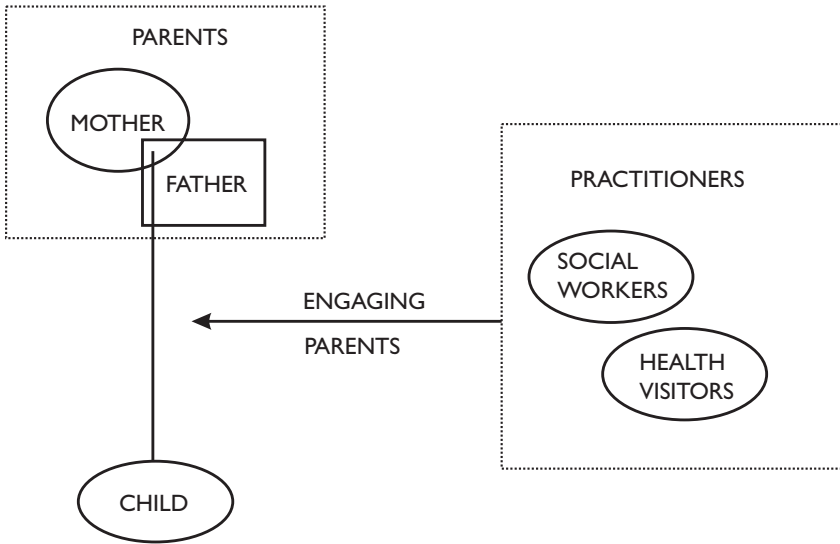 PARENTS
MOTHER
FATHER
PRACTITIONERS
SOCIAL
WORKERS
ENGAGING
PARENTS
HEALTH
VISITORS
CHILD